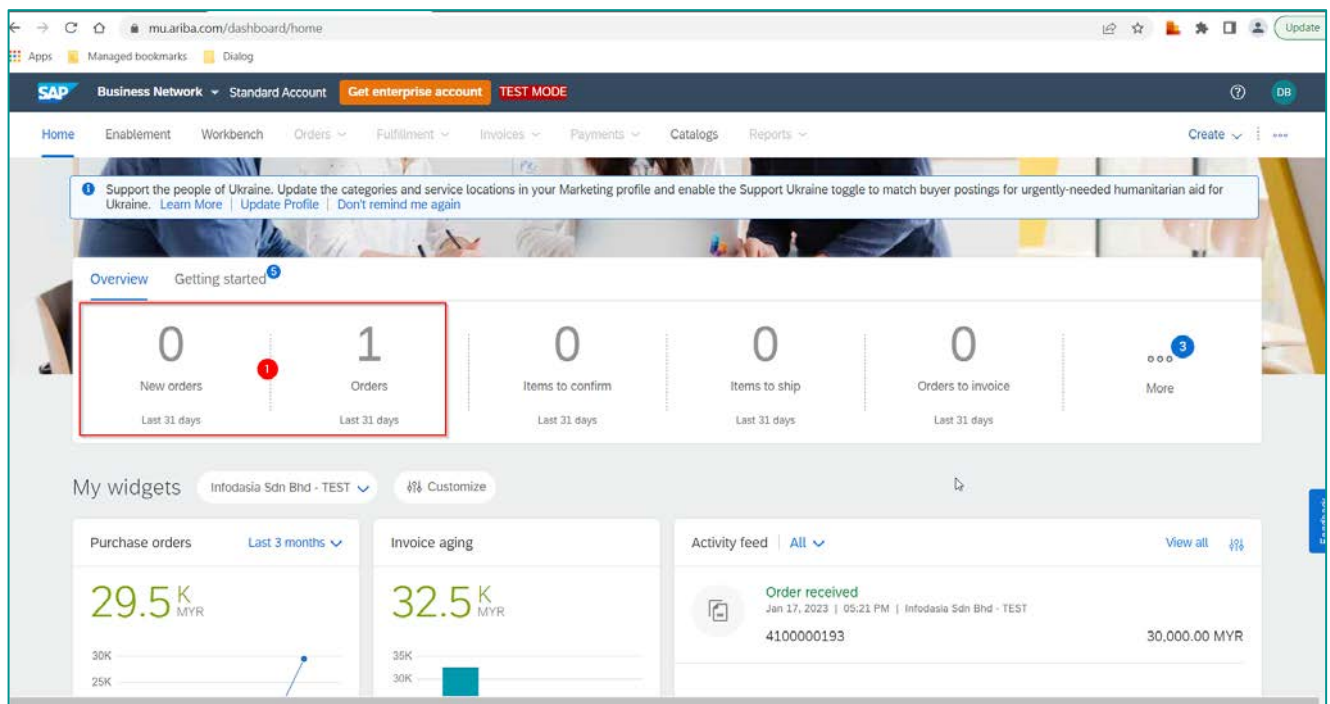 mu.ariba.com/dashboard/home
Update
Apps
Managed bookmarks
Dialog
SAP
Business Network
Standard Account
Get enterprise account
TEST MODE
DB
Home
Enablement
Workbench
Orders
Fulfillment
Invoices
Payments
Catalogs
Reports
Create
Support the people of Ukraine. Update the categories and service locations in your Marketing profile and enable the Support Ukraine toggle to match buyer postings for urgently-needed humanitarian aid for
Ukraine. Learn More | Update Profile | Don't remind me again
Overview
Getting started
5
0
1
0
0
0
3
1
New orders
Orders
Items to confirm
Items to ship
Orders to invoice
More
Last 31 days
Last 31 days
Last 31 days
Last 31 days
Last 31 days
My widgets
Infodasia Sdn Bhd - TEST
Customize
Feedback
Purchase orders
Last 3 months
Invoice aging
Activity feed
All
View all
29.5 K
MYR
32.5 K
MYR
Order received
Jan 17, 2023 | 05:21 PM | Infodasia Sdn Bhd - TEST
4100000193
30,000.00 MYR
30K
25K
35K
30K